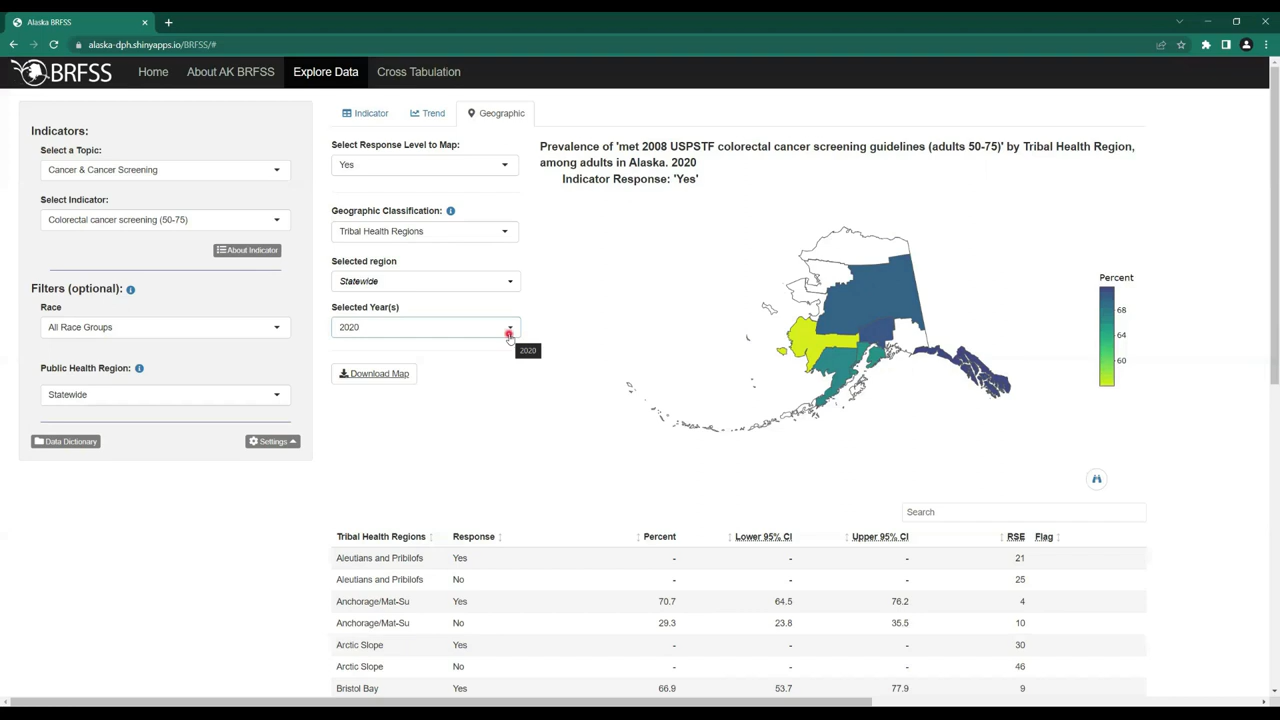 Alaska BRFSS
alaska-dph.shinyapps.io/BRFSS/#
BRFSS
Home
About AK BRFSS
Explore Data
Cross Tabulation
Indicators:
Select a Topic:
Cancer & Cancer Screening
Select Indicator:
Colorectal cancer screening (50-75)
About Indicator
Filters (optional):
Race
All Race Groups
Public Health Region:
Statewide
Data Dictionary
Settings
Indicator
Trend
Geographic
Select Response Level to Map:
Yes
Geographic Classification:
Tribal Health Regions
Selected region
Statewide
Selected Year(s)
2020
2020
Download Map
Prevalence of 'met 2008 USPSTF colorectal cancer screening guidelines (adults 50-75)' by Tribal Health Region,
among adults in Alaska. 2020
Indicator Response: 'Yes'
Percent
68
64
60
Search
Tribal Health Regions Response Percent Lower 95% CI Upper 95% CI RSE Flag
Aleutians and Pribilofs Yes - - - 21
Aleutians and Pribilofs No - - - 25
Anchorage/Mat-Su Yes 70.7 64.5 76.2 4
Anchorage/Mat-Su No 29.3 23.8 35.5 10
Arctic Slope Yes - - - 30
Arctic Slope No - - - 46
Bristol Bay Yes 66.9 53.7 77.9 9